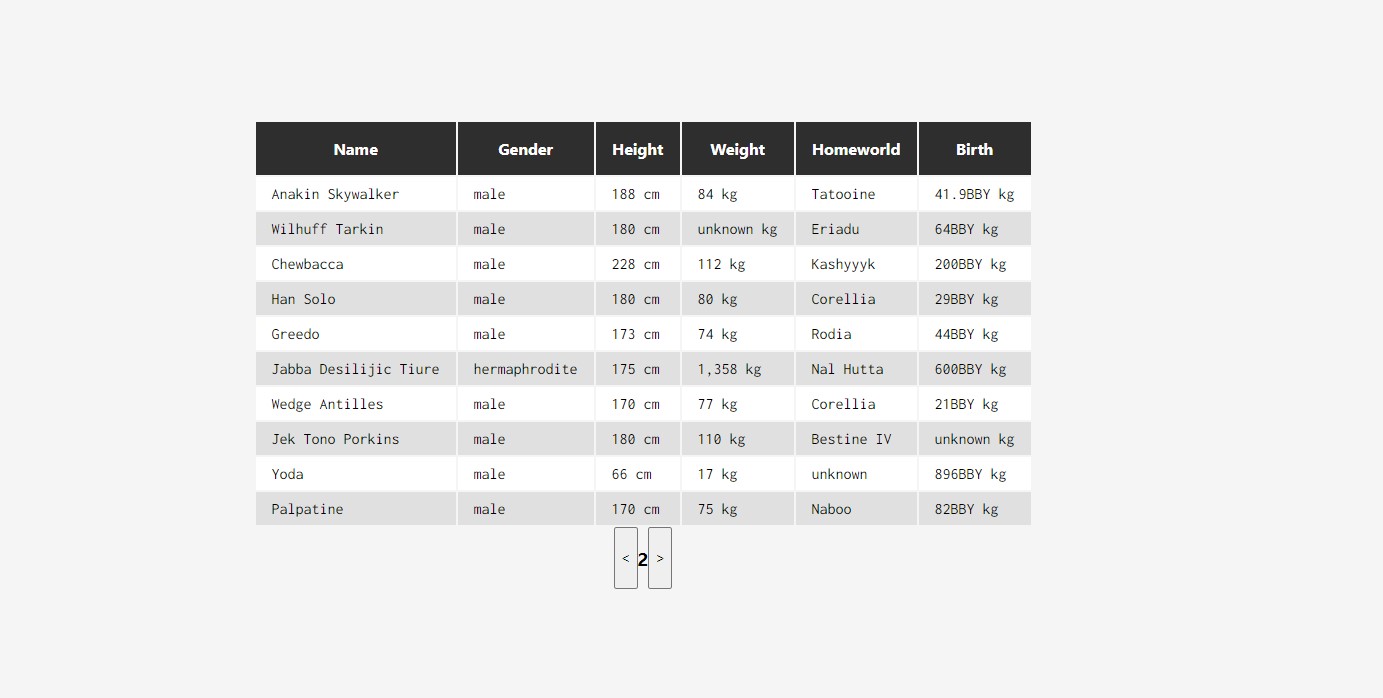 Name Gender Height Weight Homeworld Birth
Anakin Skywalker male 188 cm 84 kg Tatooine 41.9BBY kg
Wilhuff Tarkin male 180 cm unknown kg Eriadu 64BBY kg
Chewbacca male 228 cm 112 kg Kashyyyk 200BBY kg
Han Solo male 180 cm 80 kg Corellia 29BBY kg
Greedo male 173 cm 74 kg Rodia 44BBY kg
Jabba Desilijic Tiure hermaphrodite 175 cm 1,358 kg Nal Hutta 600BBY kg
Wedge Antilles male 170 cm 77 kg Corellia 21BBY kg
Jek Tono Porkins male 180 cm 110 kg Bestine IV unknown kg
Yoda male 66 cm 17 kg unknown 896BBY kg
Palpatine male 170 cm 75 kg Naboo 82BBY kg
< 2 >